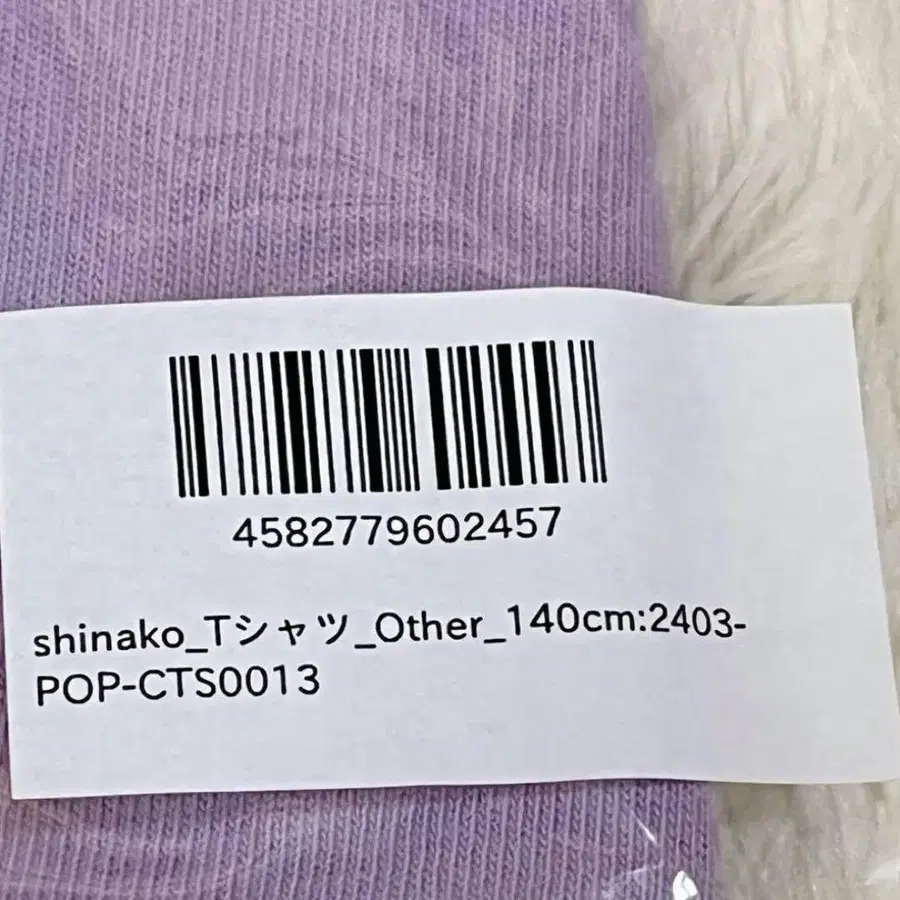 4582779602457
shinako_Tシャツ_Other_140cm:2403-
POP-CTS0013